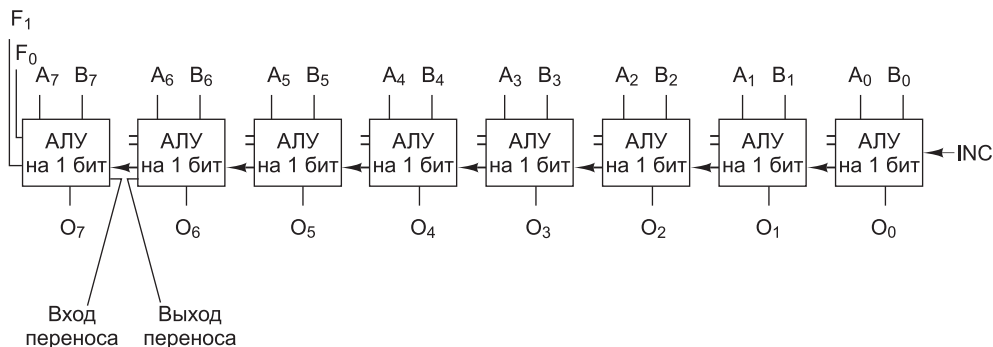 F1
F0
A7 B7 A6 B6 A5 B5 A4 B4 A3 B3 A2 B2 A1 B1 A0 B0
АЛУ АЛУ АЛУ АЛУ АЛУ АЛУ АЛУ АЛУ
на 1 бит на 1 бит на 1 бит на 1 бит на 1 бит на 1 бит на 1 бит на 1 бит INC
O7 O6 O5 O4 O3 O2 O1 O0
Вход Выход
переноса переноса